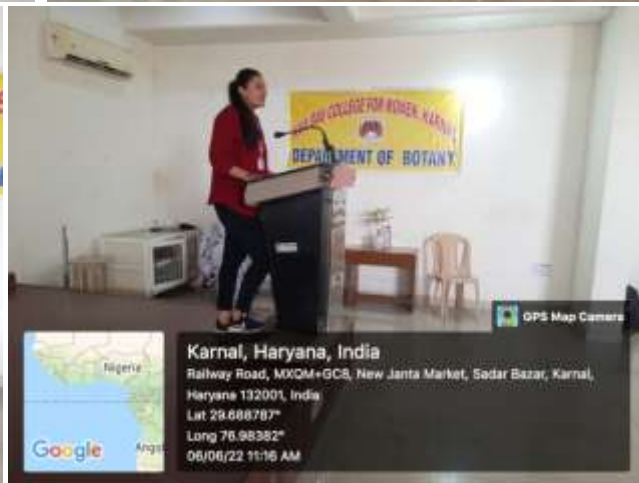 DAV COLLEGE FOR WOMEN, KARNAL
DEPARTMENT OF BOTANY
GPS Map Camera
Nigeria
Google
Karnal, Haryana, India
Railway Road, MXQM+GC8, New Janta Market, Sadar Bazar, Karnal,
Haryana 132001, India
Lat 29.688787°
Long 76.98382°
06/06/22 11:16 AM